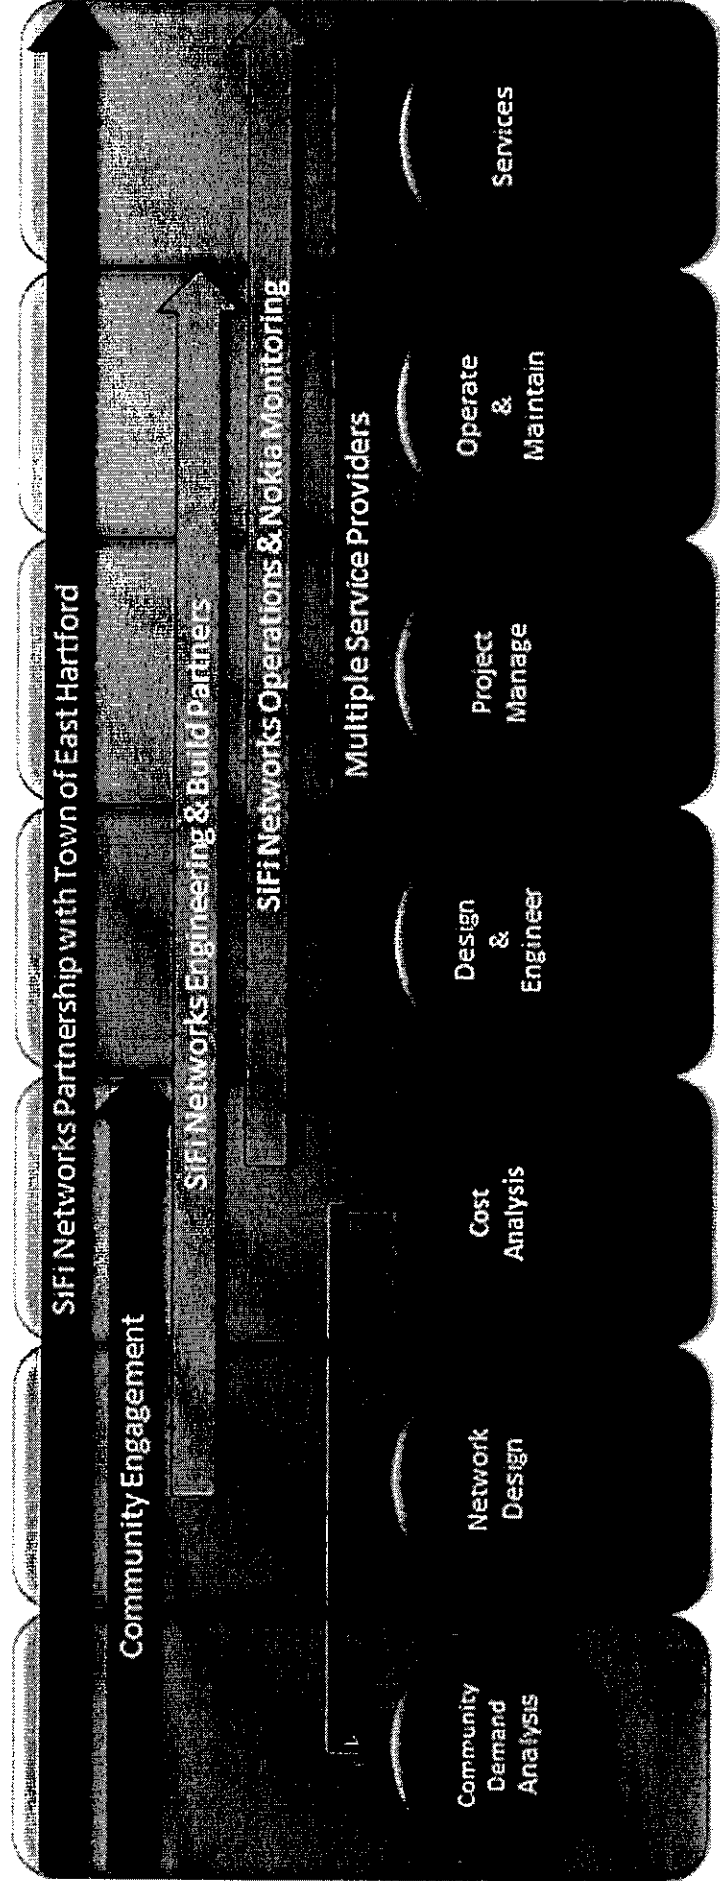 SiFi Networks Partnership with Town of East Hartford
Community Engagement
SiFi Networks Engineering & Build Partners
SiFi Networks Operations & Nokia Monitoring
Multiple Service Providers
Community
Demand
Analysis
Network
Design
Cost
Analysis
Design
&
Engineer
Project
Manage
Operate
&
Maintain
Services